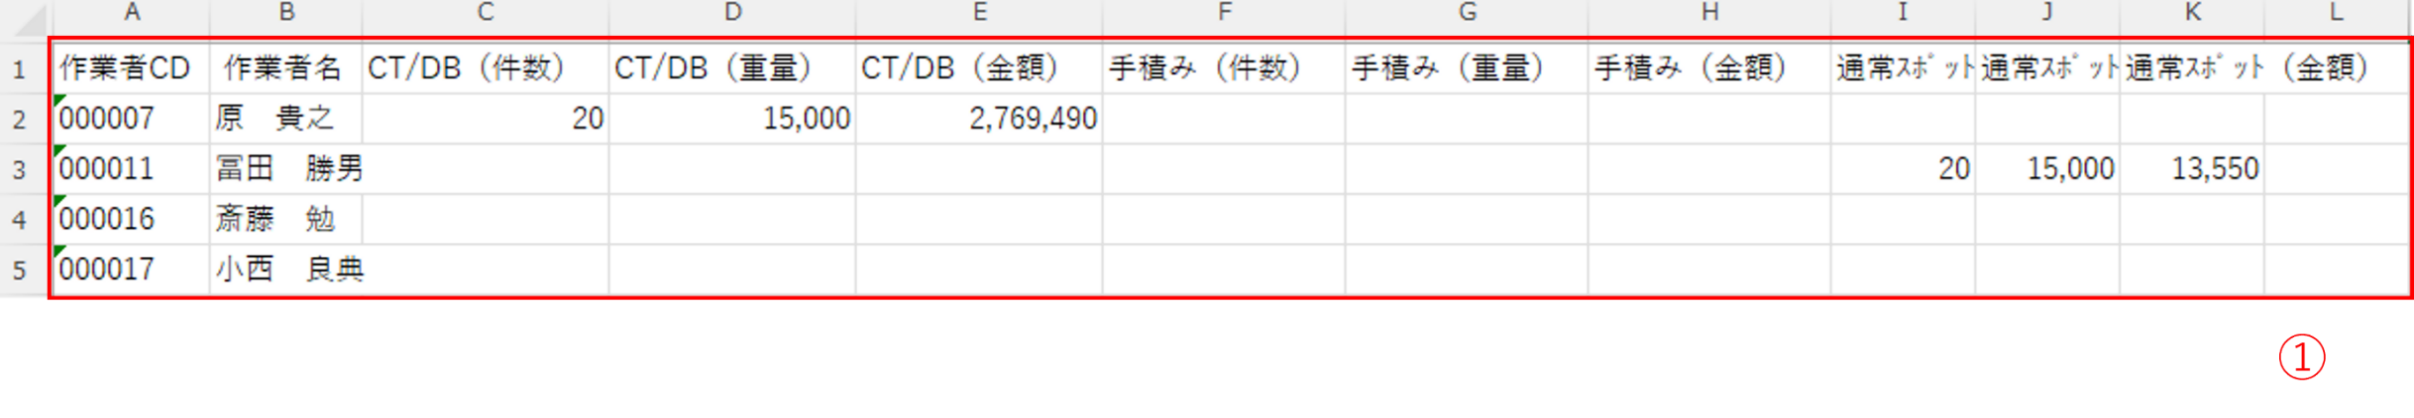 A B C D E F G H I J K L
1 作業者CD 作業者名 CT/DB（件数） CT/DB（重量） CT/DB（金額） 手積み（件数） 手積み（重量） 手積み（金額） 通常ｽﾎﾟｯﾄ 通常ｽﾎﾟｯﾄ 通常ｽﾎﾟｯﾄ（金額）
2 000007 原　貴之 20 15,000 2,769,490
3 000011 冨田　勝男 20 15,000 13,550
4 000016 斎藤　勉
5 000017 小西　良典
①